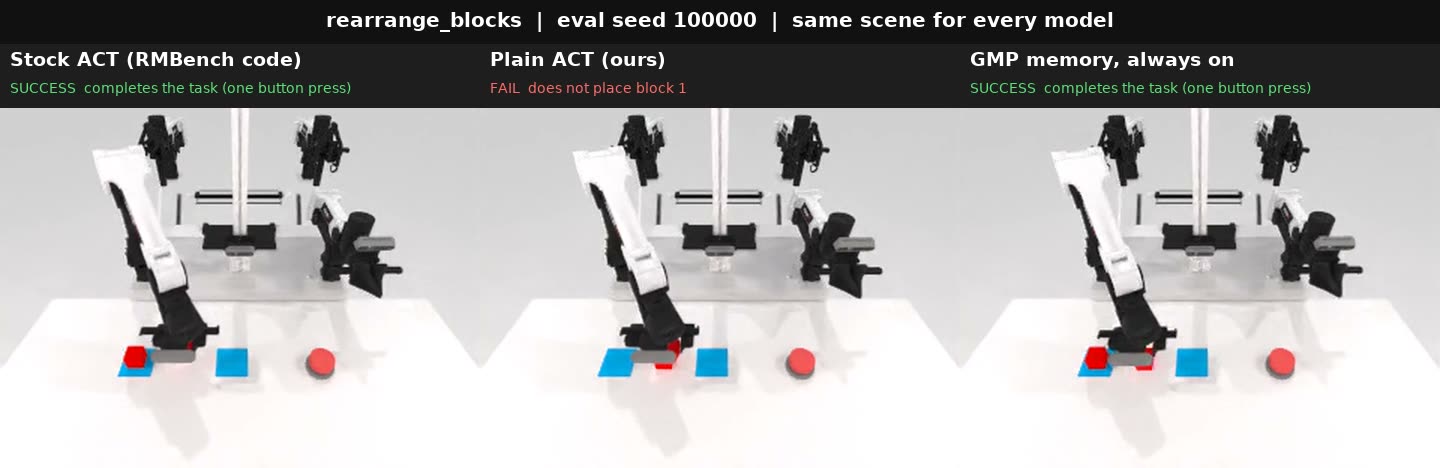 rearrange_blocks | eval seed 100000 | same scene for every model
Stock ACT (RMBench code)
SUCCESS completes the task (one button press)
Plain ACT (ours)
FAIL does not place block 1
GMP memory, always on
SUCCESS completes the task (one button press)